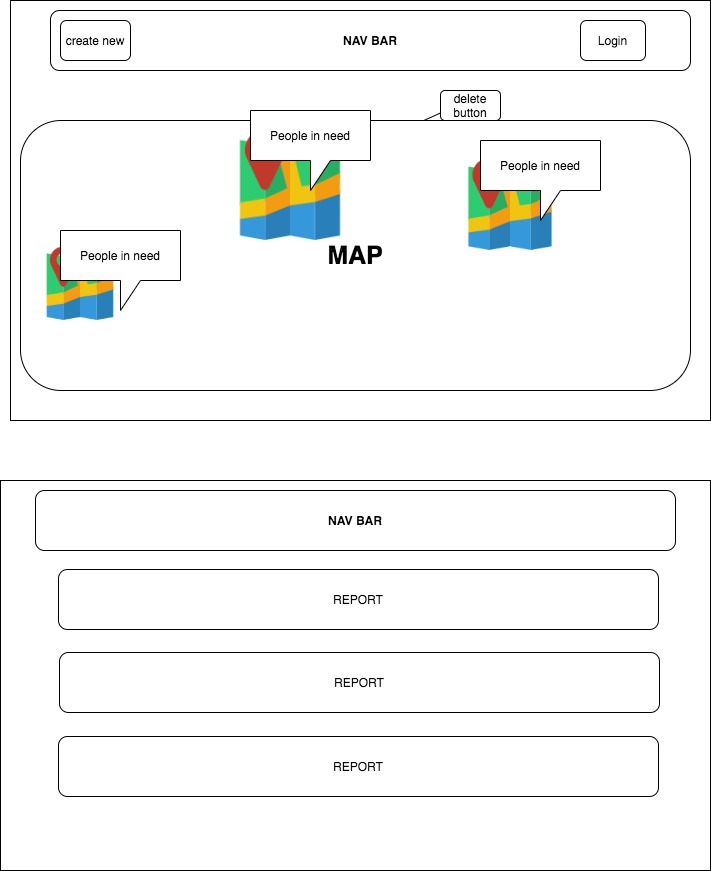 create new
NAV BAR
Login
delete
button
People in need
People in need
People in need
MAP
NAV BAR
REPORT
REPORT
REPORT